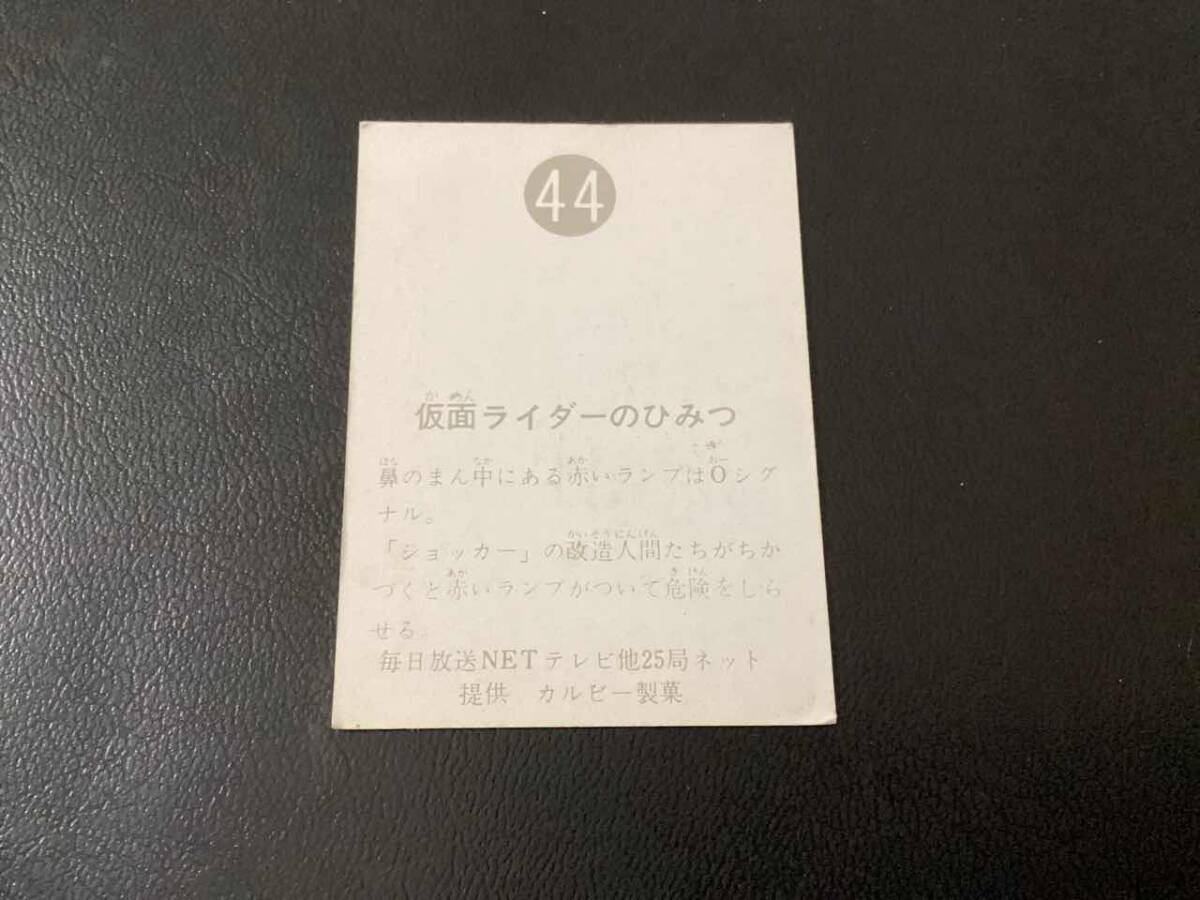 44
仮面ライダーのひみつ
鼻のまん中にある赤いランプはOシグ
ナル。
「ショッカー」の改造人間たちがちか
づくと赤いランプがついて危険をしら
せる。
毎日放送NETテレビ他25局ネット
提供　カルビー製菓